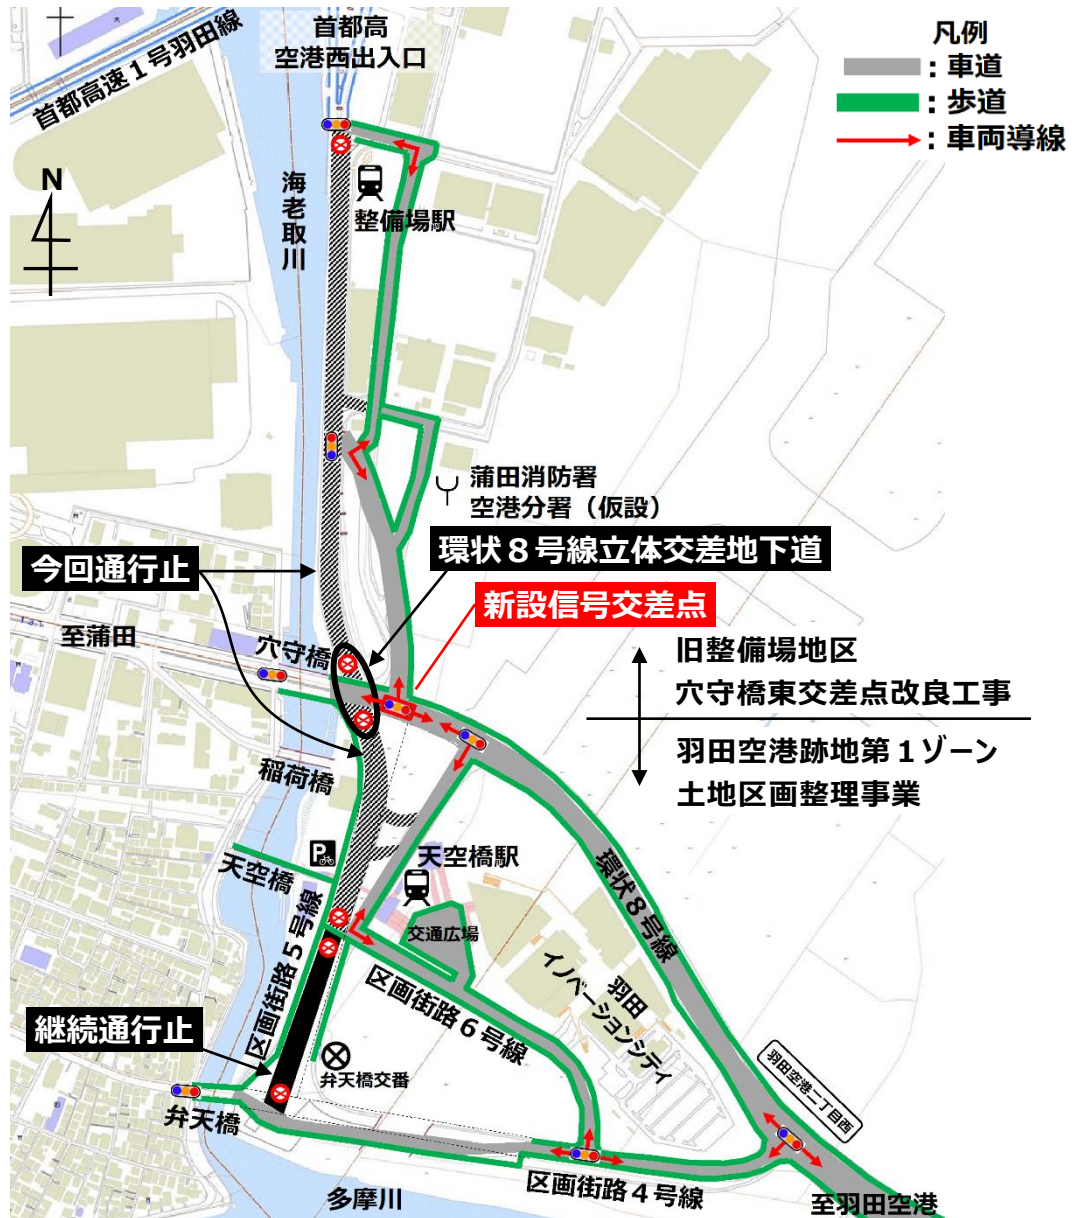 首都高
空港西出入口
首都高速１号羽田線
凡例
：車道
：歩道
：車両導線
N
海老取川
整備場駅
蒲田消防署
空港分署（仮設）
環状８号線立体交差地下道
今回通行止
新設信号交差点
至蒲田
穴守橋
旧整備場地区
穴守橋東交差点改良工事
羽田空港跡地第１ゾーン
土地区画整理事業
稲荷橋
P
天空橋
天空橋駅
交通広場
環状８号線
区画街路５号線
区画街路６号線
羽田
イノベーションシティ
継続通行止
弁天橋交番
弁天橋
羽田空港二丁目西
区画街路４号線
多摩川
至羽田空港